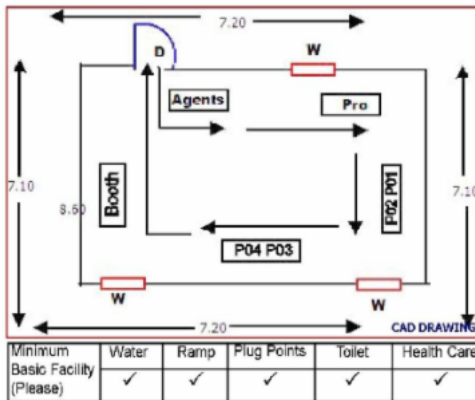 7.20
D
W
Agents
Pro
7.10
7.10
Booth
8.60
P02 P01
P04 P03
W
W
7.20
CAD DRAWING
Minimum Basic Facility (Please)
Water
Ramp
Plug Points
Toilet
Health Care
✓ ✓ ✓ ✓ ✓